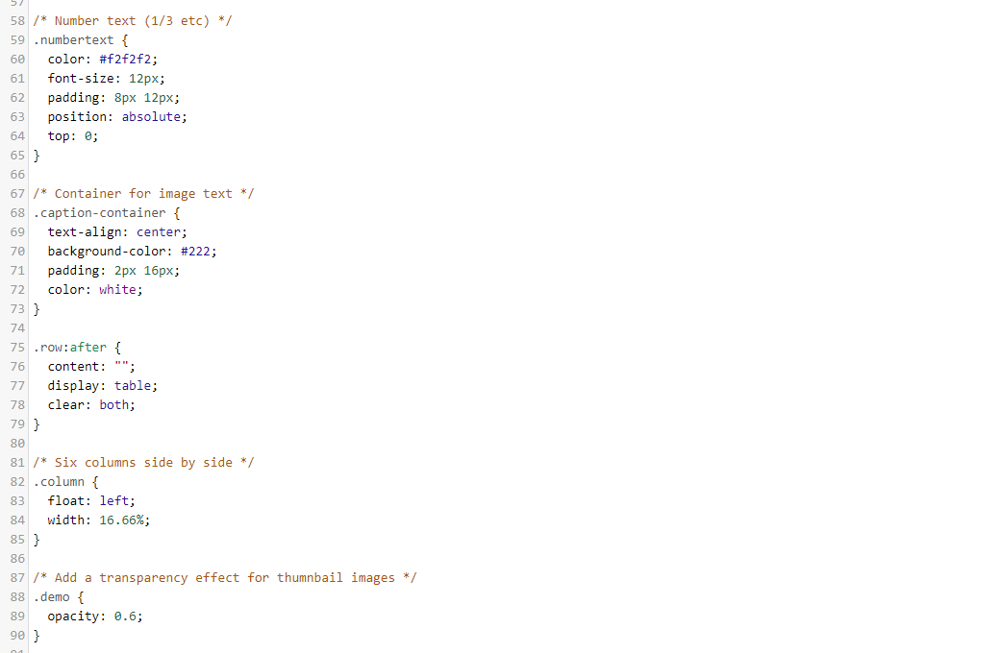 57
58 /* Number text (1/3 etc) */
59 .numbertext {
60   color: #f2f2f2;
61   font-size: 12px;
62   padding: 8px 12px;
63   position: absolute;
64   top: 0;
65 }
66
67 /* Container for image text */
68 .caption-container {
69   text-align: center;
70   background-color: #222;
71   padding: 2px 16px;
72   color: white;
73 }
74
75 .row:after {
76   content: "";
77   display: table;
78   clear: both;
79 }
80
81 /* Six columns side by side */
82 .column {
83   float: left;
84   width: 16.66%;
85 }
86
87 /* Add a transparency effect for thumnbail images */
88 .demo {
89   opacity: 0.6;
90 }